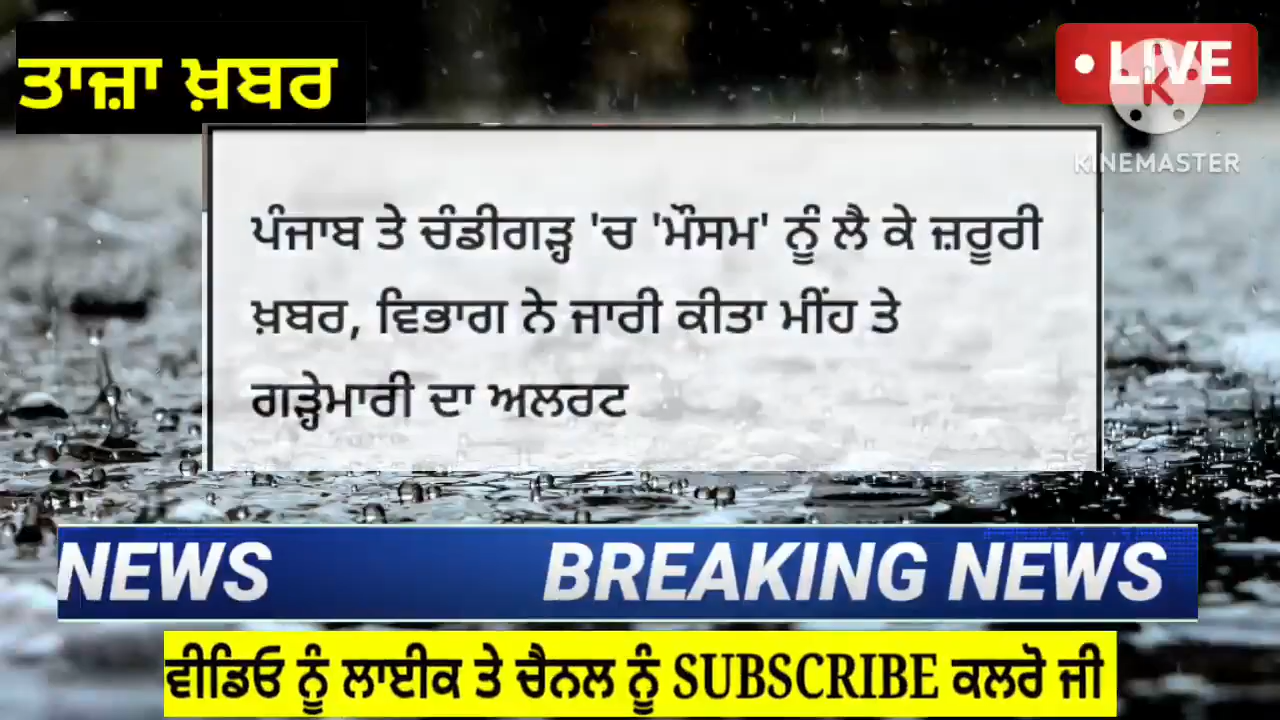 ਤਾਜ਼ਾ ਖ਼ਬਰ
LIVE
KINEMASTER
ਪੰਜਾਬ ਤੇ ਚੰਡੀਗੜ੍ਹ 'ਚ 'ਮੌਸਮ' ਨੂੰ ਲੈ ਕੇ ਜ਼ਰੂਰੀ
ਖ਼ਬਰ, ਵਿਭਾਗ ਨੇ ਜਾਰੀ ਕੀਤਾ ਮੀਂਹ ਤੇ
ਗੜ੍ਹੇਮਾਰੀ ਦਾ ਅਲਰਟ
NEWS BREAKING NEWS
ਵੀਡਿਓ ਨੂੰ ਲਾਈਕ ਤੇ ਚੈਨਲ ਨੂੰ SUBSCRIBE ਕਲਰੋ ਜੀ